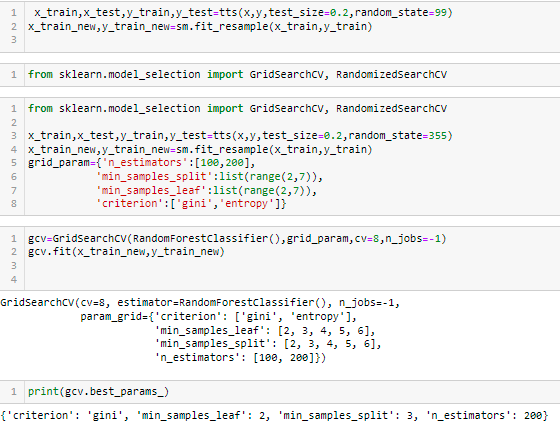 1 x_train,x_test,y_train,y_test=tts(x,y,test_size=0.2,random_state=99)
2 x_train_new,y_train_new=sm.fit_resample(x_train,y_train)
3
1 from sklearn.model_selection import GridSearchCV, RandomizedSearchCV
1 from sklearn.model_selection import GridSearchCV, RandomizedSearchCV
2
3 x_train,x_test,y_train,y_test=tts(x,y,test_size=0.2,random_state=355)
4 x_train_new,y_train_new=sm.fit_resample(x_train,y_train)
5 grid_param={'n_estimators':[100,200],
6 'min_samples_split':list(range(2,7)),
7 'min_samples_leaf':list(range(2,7)),
8 'criterion':['gini','entropy']}
1 gcv=GridSearchCV(RandomForestClassifier(),grid_param,cv=8,n_jobs=-1)
2 gcv.fit(x_train_new,y_train_new)
3
4
GridSearchCV(cv=8, estimator=RandomForestClassifier(), n_jobs=-1,
param_grid={'criterion': ['gini', 'entropy'],
'min_samples_leaf': [2, 3, 4, 5, 6],
'min_samples_split': [2, 3, 4, 5, 6],
'n_estimators': [100, 200]})
1 print(gcv.best_params_)
{'criterion': 'gini', 'min_samples_leaf': 2, 'min_samples_split': 3, 'n_estimators': 200}